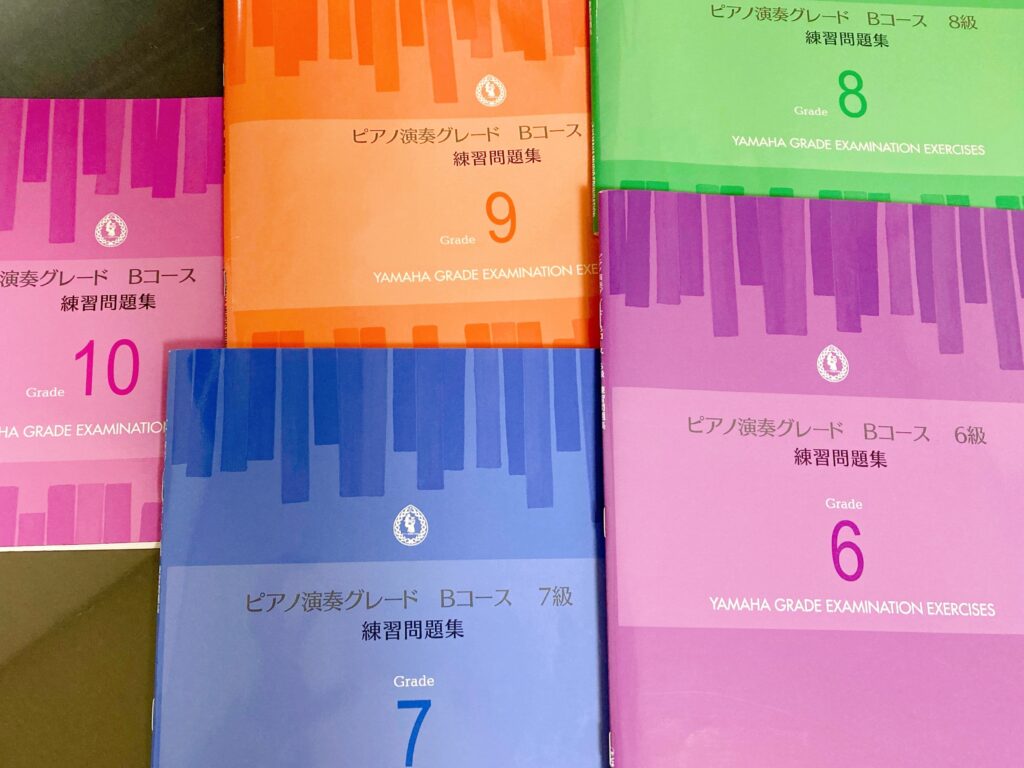 ピアノ演奏グレード Bコース 8級
練習問題集
Grade 8
YAMAHA GRADE EXAMINATION EXERCISES
ピアノ演奏グレード Bコース
練習問題集
Grade 9
YAMAHA GRADE EXAMINATION EXE
演奏グレード Bコース
練習問題集
Grade 10
HA GRADE EXAMINATION
ピアノ演奏グレード Bコース 6級
練習問題集
Grade
6
YAMAHA GRADE EXAMINATION EXERCISES
ピアノ演奏グレード Bコース 7級
練習問題集
Grade
7